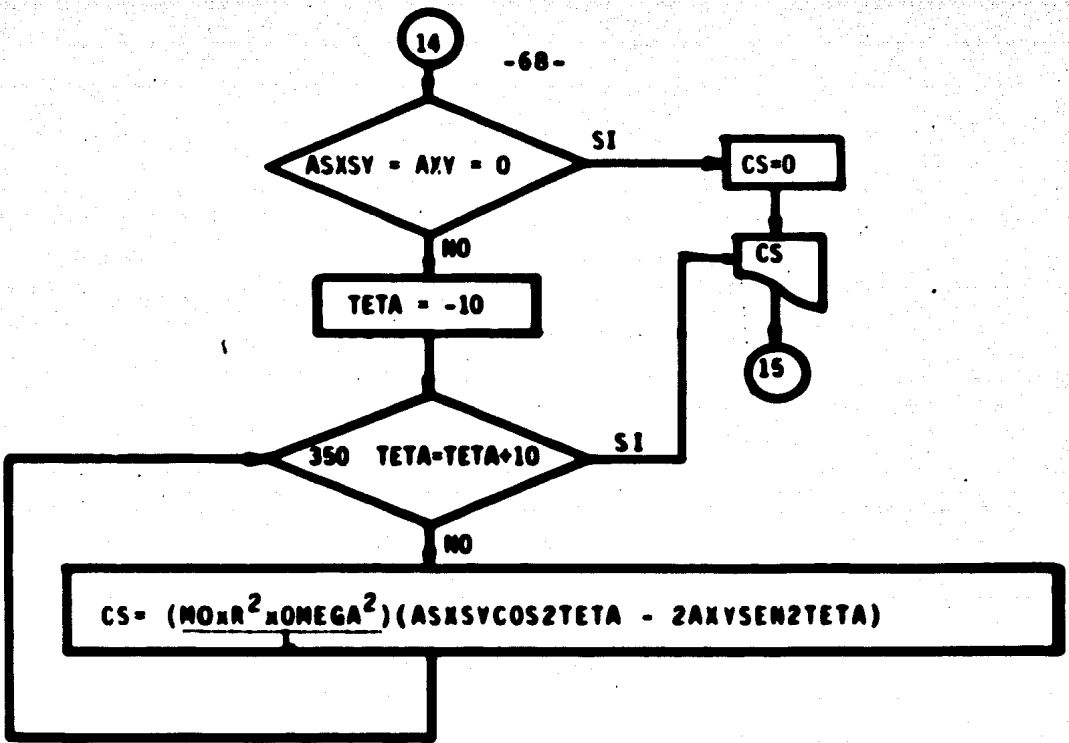 14
-68-
ASXSY = AXY = 0
SI
CS=0
NO
CS
TETA = -10
15
350 TETA=TETA+10
SI
NO
CS= (MOxR²xOMEGA²)(ASXSYCOS2TETA - 2AXYSEN2TETA)